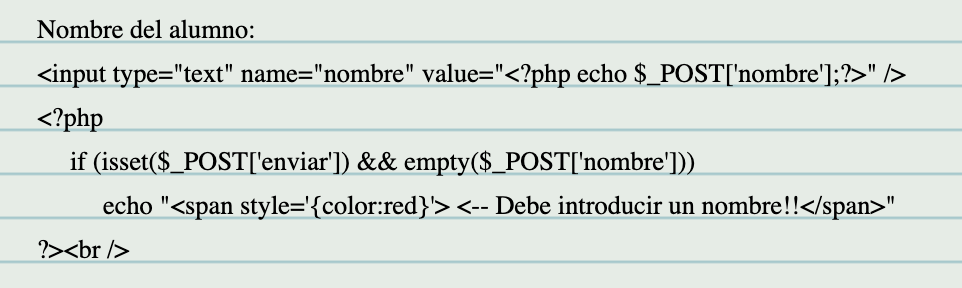 Nombre del alumno:
<input type="text" name="nombre" value="<?php echo $_POST['nombre'];?>" />
<?php
if (isset($_POST['enviar']) && empty($_POST['nombre']))
echo "<span style='{color:red}'> <-- Debe introducir un nombre!!</span>"
?><br />